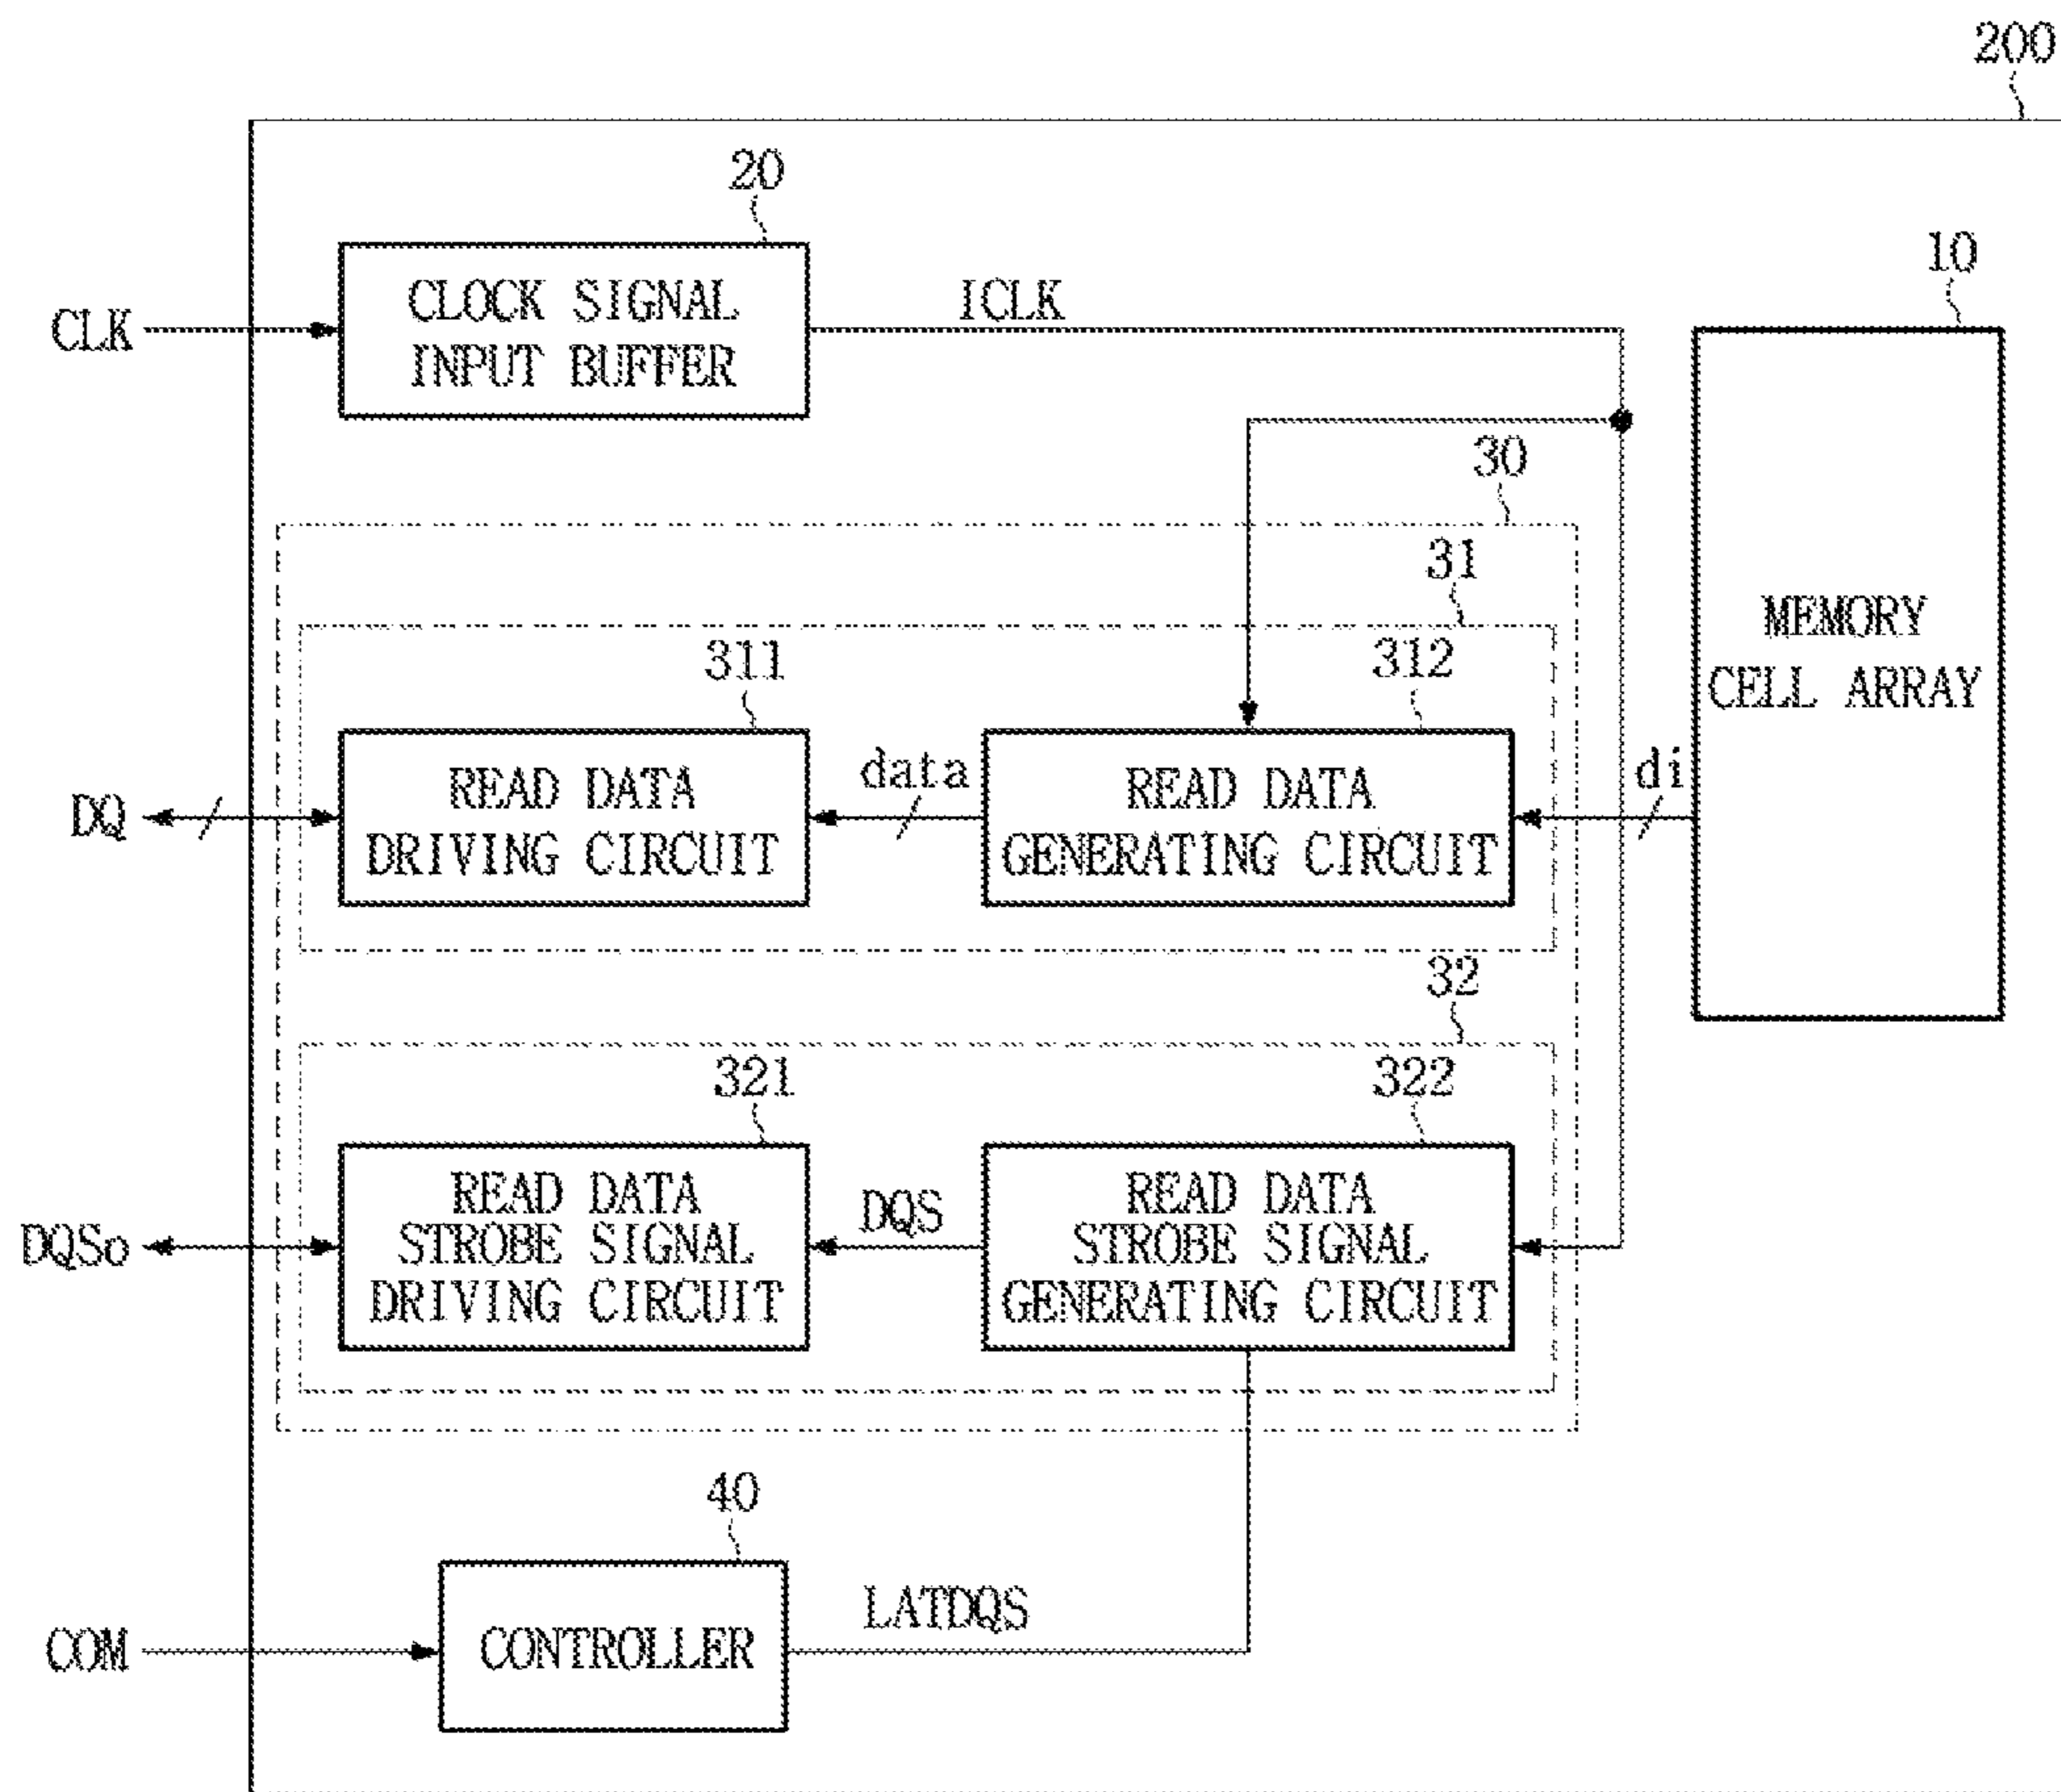 200
20
10
CLK
CLOCK SIGNAL
INPUT BUFFER
ICLK
30
31
MEMORY
CELL ARRAY
311
312
DQ
READ DATA
DRIVING CIRCUIT
data
READ DATA
GENERATING CIRCUIT
di
32
321
322
DQSo
READ DATA
STROBE SIGNAL
DRIVING CIRCUIT
DQS
READ DATA
STROBE SIGNAL
GENERATING CIRCUIT
40
COM
CONTROLLER
LATDQS